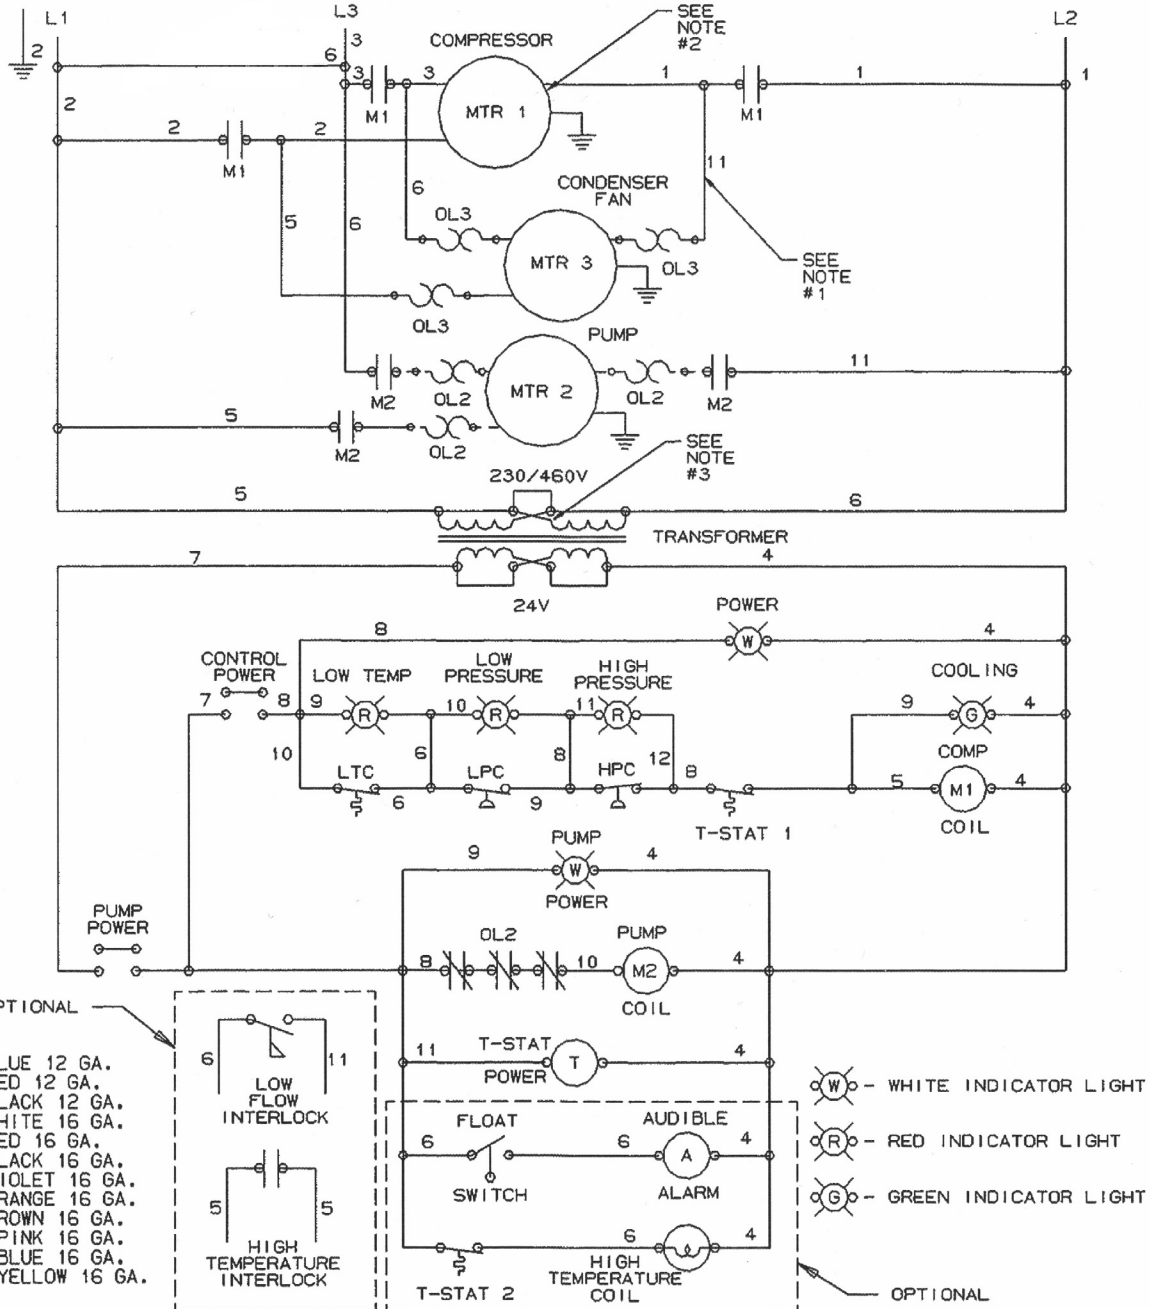 L1
L3
L2
2
3
6
SEE
NOTE
#2
COMPRESSOR
3
3
1
1
1
M1
MTR 1
M1
2
2
2
M1
11
CONDENSER
FAN
6
5
6
OL3
MTR 3
OL3
SEE
NOTE
#1
OL3
PUMP
M2
OL2
MTR 2
OL2
M2
11
5
M2
OL2
SEE
NOTE
#3
230/460V
5
6
TRANSFORMER
7
4
24V
POWER
8
W
4
CONTROL
POWER
LOW TEMP
LOW
PRESSURE
HIGH
PRESSURE
COOLING
7
8
9
R
10
R
11
R
9
G
4
10
6
8
12
COMP
LTC
6
LPC
9
HPC
8
T-STAT 1
5
M1
4
COIL
PUMP
9
W
4
POWER
PUMP
POWER
OL2
PUMP
8
10
M2
4
COIL
PTIONAL
6
11
LOW
FLOW
INTERLOCK
11
T-STAT
POWER
T
4
LUE 12 GA.
ED 12 GA.
LACK 12 GA.
HITE 16 GA.
ED 16 GA.
LACK 16 GA.
IOLET 16 GA.
RANGE 16 GA.
ROWN 16 GA.
PINK 16 GA.
BLUE 16 GA.
YELLOW 16 GA.
5
5
HIGH
TEMPERATURE
INTERLOCK
FLOAT
AUDIBLE
6
6
A
4
SWITCH
ALARM
6
4
HIGH
TEMPERATURE
COIL
T-STAT 2
W - WHITE INDICATOR LIGHT
R - RED INDICATOR LIGHT
G - GREEN INDICATOR LIGHT
OPTIONAL